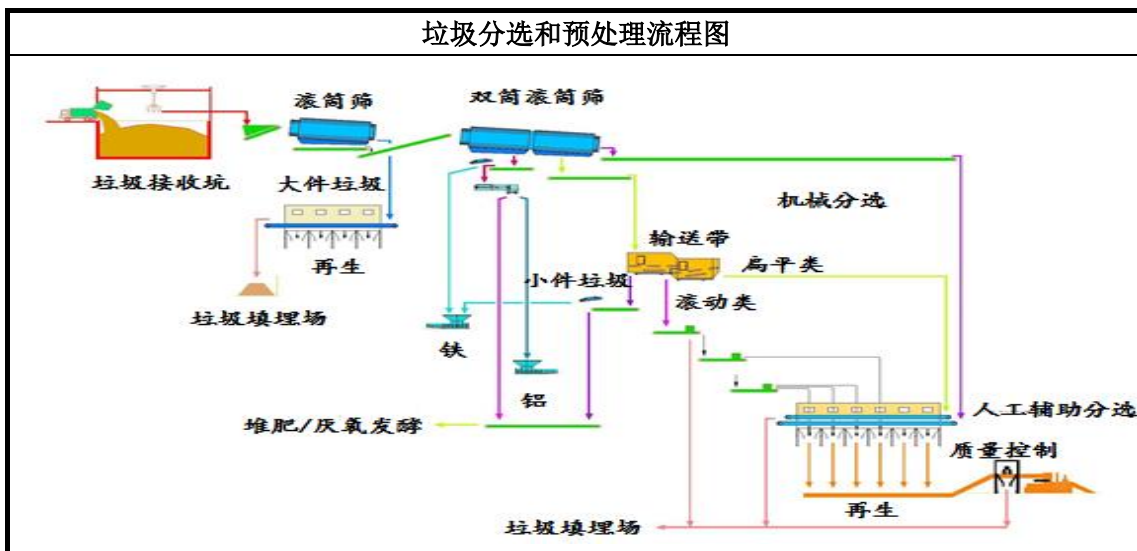 垃圾分选和预处理流程图
滚筒筛
双筒滚筒筛
垃圾接收坑
大件垃圾
机械分选
输送带
再生
小件垃圾
扁平类
滚动类
垃圾填埋场
铁
铝
堆肥/厌氧发酵
人工辅助分选
质量控制
再生
垃圾填埋场